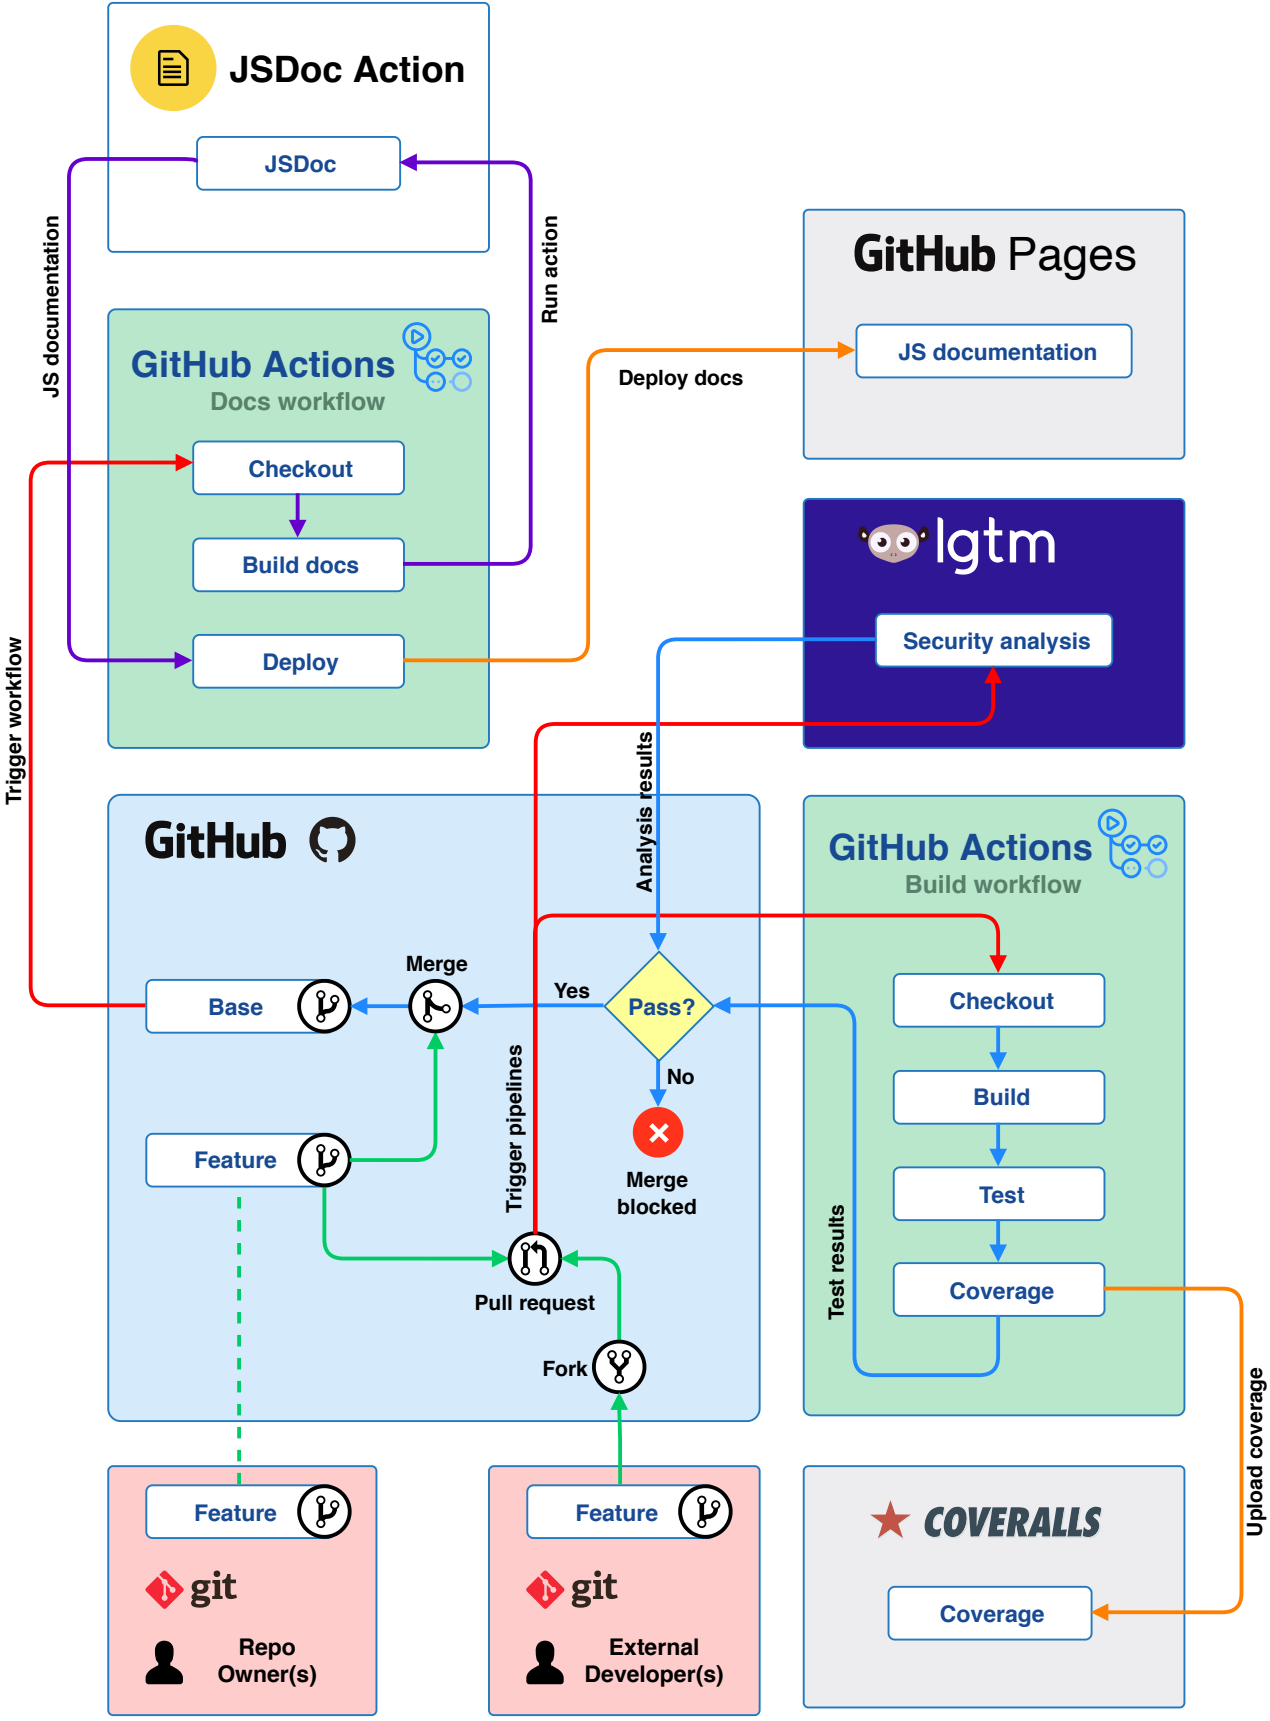 JSDoc Action
JSDoc
JS documentation
Run action
GitHub Pages
JS documentation
Deploy docs
GitHub Actions
Docs workflow
Checkout
Build docs
Deploy
Trigger workflow
lgtm
Security analysis
Analysis results
GitHub
Merge
Base
Yes
Pass?
No
Merge
blocked
Feature
Trigger pipelines
Pull request
Fork
GitHub Actions
Build workflow
Checkout
Build
Test
Coverage
Test results
Upload coverage
Feature
git
Repo
Owner(s)
Feature
git
External
Developer(s)
COVERALLS
Coverage